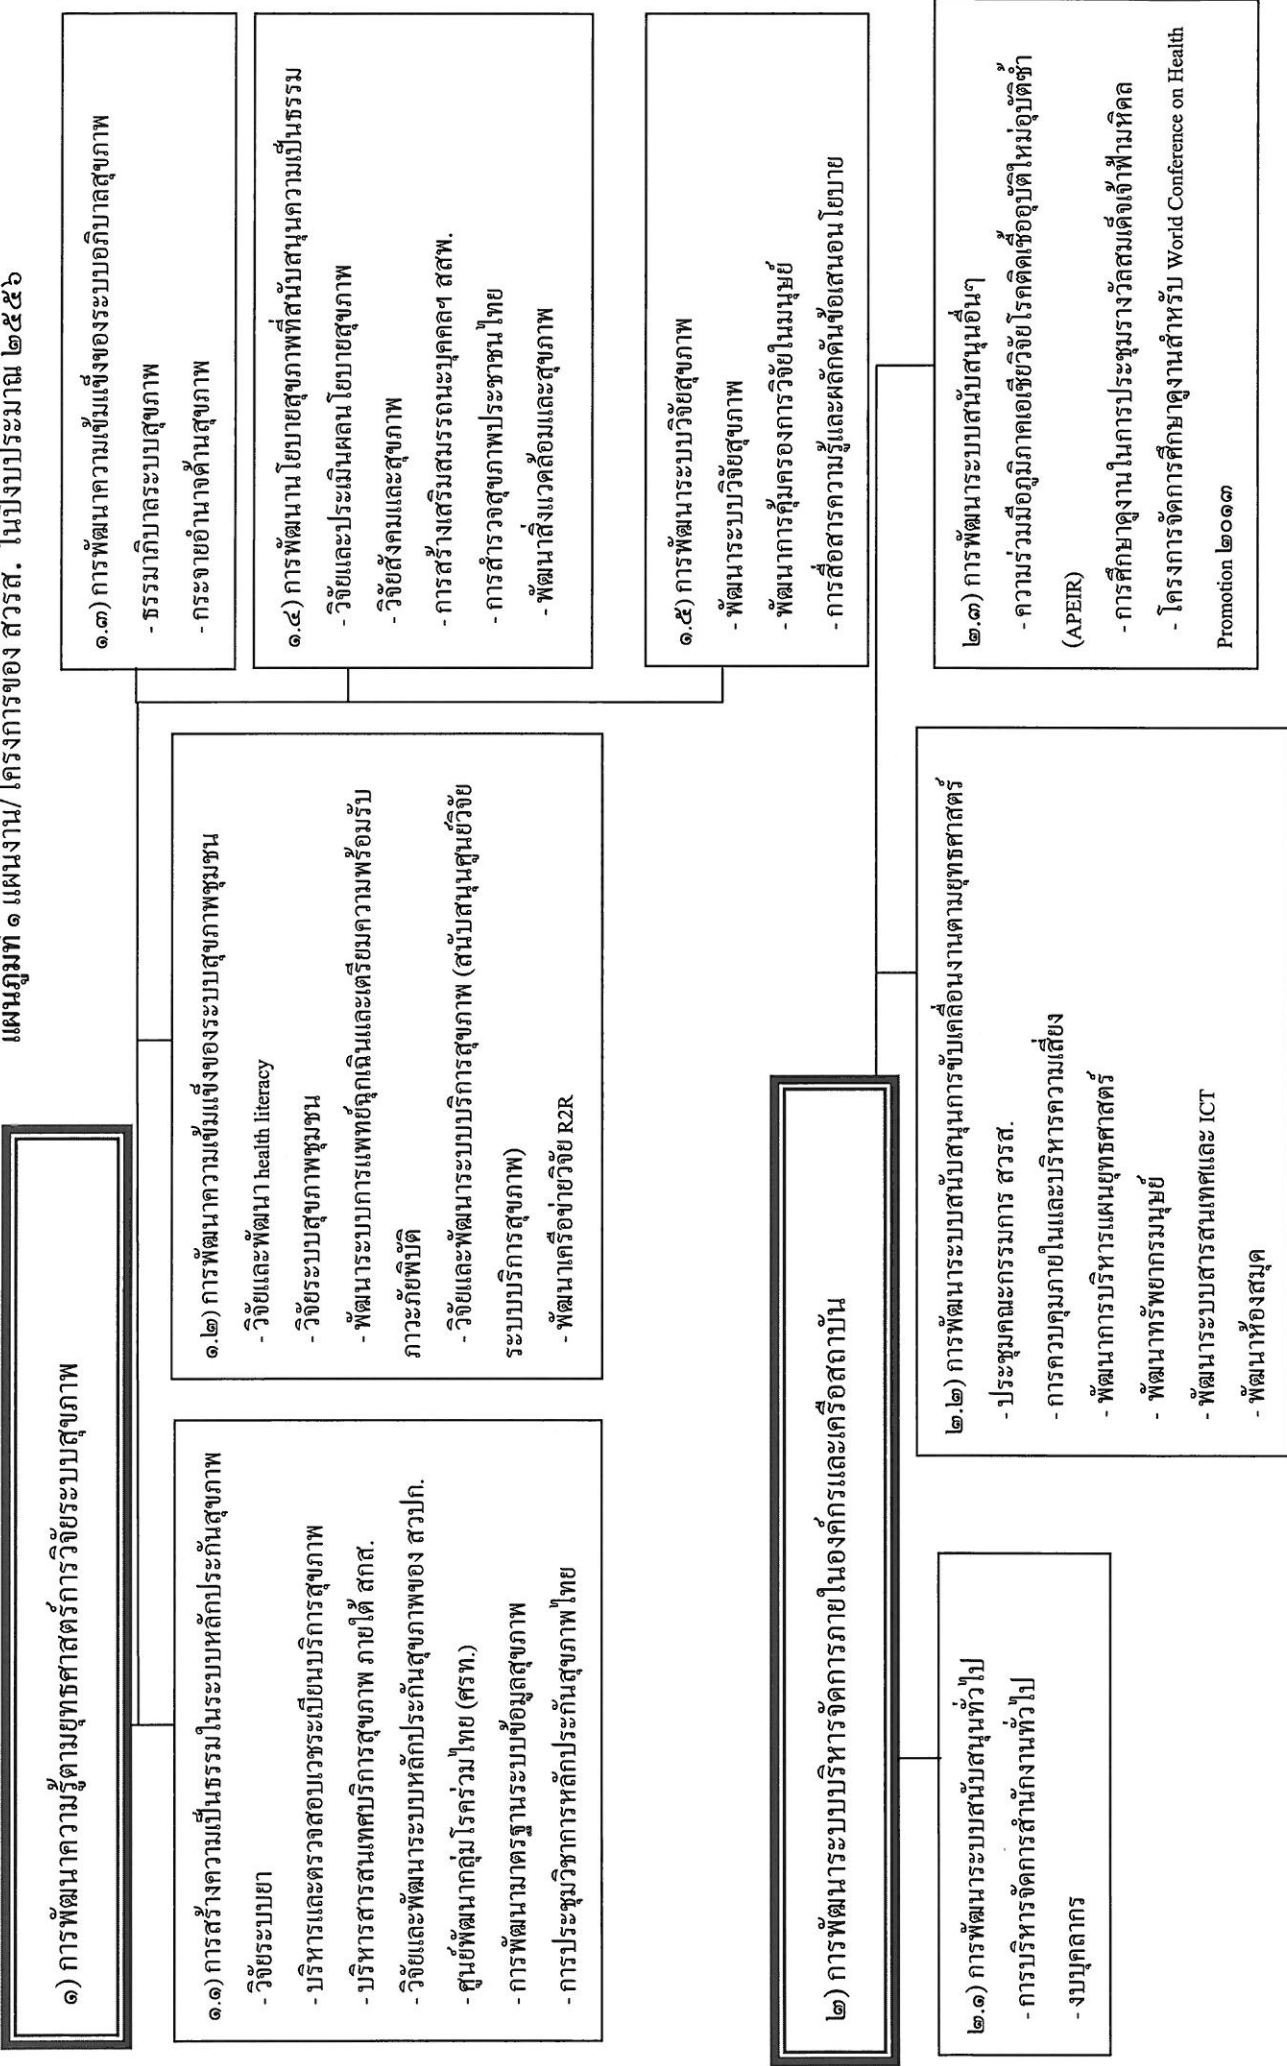 แผนภูมิที่ ๑ แผนงาน/โครงการของ สวรส. ในปีงบประมาณ ๒๕๕๖
๑) การพัฒนาความรู้ตามยุทธศาสตร์การวิจัยระบบสุขภาพ
๑.๑) การสร้างความเป็นธรรมในระบบหลักประกันสุขภาพ
- วิจัยระบบยา
- บริหารและตรวจสอบเวชระเบียนบริการสุขภาพ
- บริหารสารสนเทศบริการสุขภาพ ภายใต้ สกส.
- วิจัยและพัฒนาระบบหลักประกันสุขภาพของ สวปก.
- ศูนย์พัฒนากลุ่มโรคร่วมไทย (ศรท.)
- การพัฒนามาตรฐานระบบข้อมูลสุขภาพ
- การประชุมวิชาการหลักประกันสุขภาพไทย
๑.๒) การพัฒนาความเข้มแข็งของระบบสุขภาพชุมชน
- วิจัยและพัฒนา health literacy
- วิจัยระบบสุขภาพชุมชน
- พัฒนาระบบการแพทย์ฉุกเฉินและเตรียมความพร้อมรับ
ภาวะภัยพิบัติ
- วิจัยและพัฒนาระบบบริการสุขภาพ (สนับสนุนศูนย์วิจัย
ระบบบริการสุขภาพ)
- พัฒนาเครือข่ายวิจัย R2R
๑.๓) การพัฒนาความเข้มแข็งของระบบอภิบาลสุขภาพ
- ธรรมาภิบาลระบบสุขภาพ
- กระจายอำนาจด้านสุขภาพ
๑.๔) การพัฒนานโยบายสุขภาพที่สนับสนุนความเป็นธรรม
- วิจัยและประเมินผลนโยบายสุขภาพ
- วิจัยสังคมและสุขภาพ
- การสร้างเสริมสมรรถนะบุคคลฯ สสพ.
- การสำรวจสุขภาพประชาชนไทย
- พัฒนาสิ่งแวดล้อมและสุขภาพ
๑.๕) การพัฒนาระบบวิจัยสุขภาพ
- พัฒนาระบบวิจัยสุขภาพ
- พัฒนาการคุ้มครองการวิจัยในมนุษย์
- การสื่อสารความรู้และผลักดันข้อเสนอนโยบาย
๒) การพัฒนาระบบบริหารจัดการภายในองค์กรและเครือสถาบัน
๒.๑) การพัฒนาระบบสนับสนุนทั่วไป
- การบริหารจัดการสำนักงานทั่วไป
- งบบุคลากร
๒.๒) การพัฒนาระบบสนับสนุนการขับเคลื่อนงานตามยุทธศาสตร์
- ประชุมคณะกรรมการ สวรส.
- การควบคุมภายในและบริหารความเสี่ยง
- พัฒนาการบริหารแผนยุทธศาสตร์
- พัฒนาทรัพยากรมนุษย์
- พัฒนาระบบสารสนเทศและ ICT
- พัฒนาห้องสมุด
๒.๓) การพัฒนาระบบสนับสนุนอื่นๆ
- ความร่วมมือภูมิภาคเอเชียวิจัยโรคติดเชื้ออุบัติใหม่อุบัติซ้ำ
(APEIR)
- การศึกษาดูงานในการประชุมรางวัลสมเด็จเจ้าฟ้ามหิดล
- โครงการจัดการศึกษาดูงานสำหรับ World Conference on Health
Promotion ๒๐๑๓